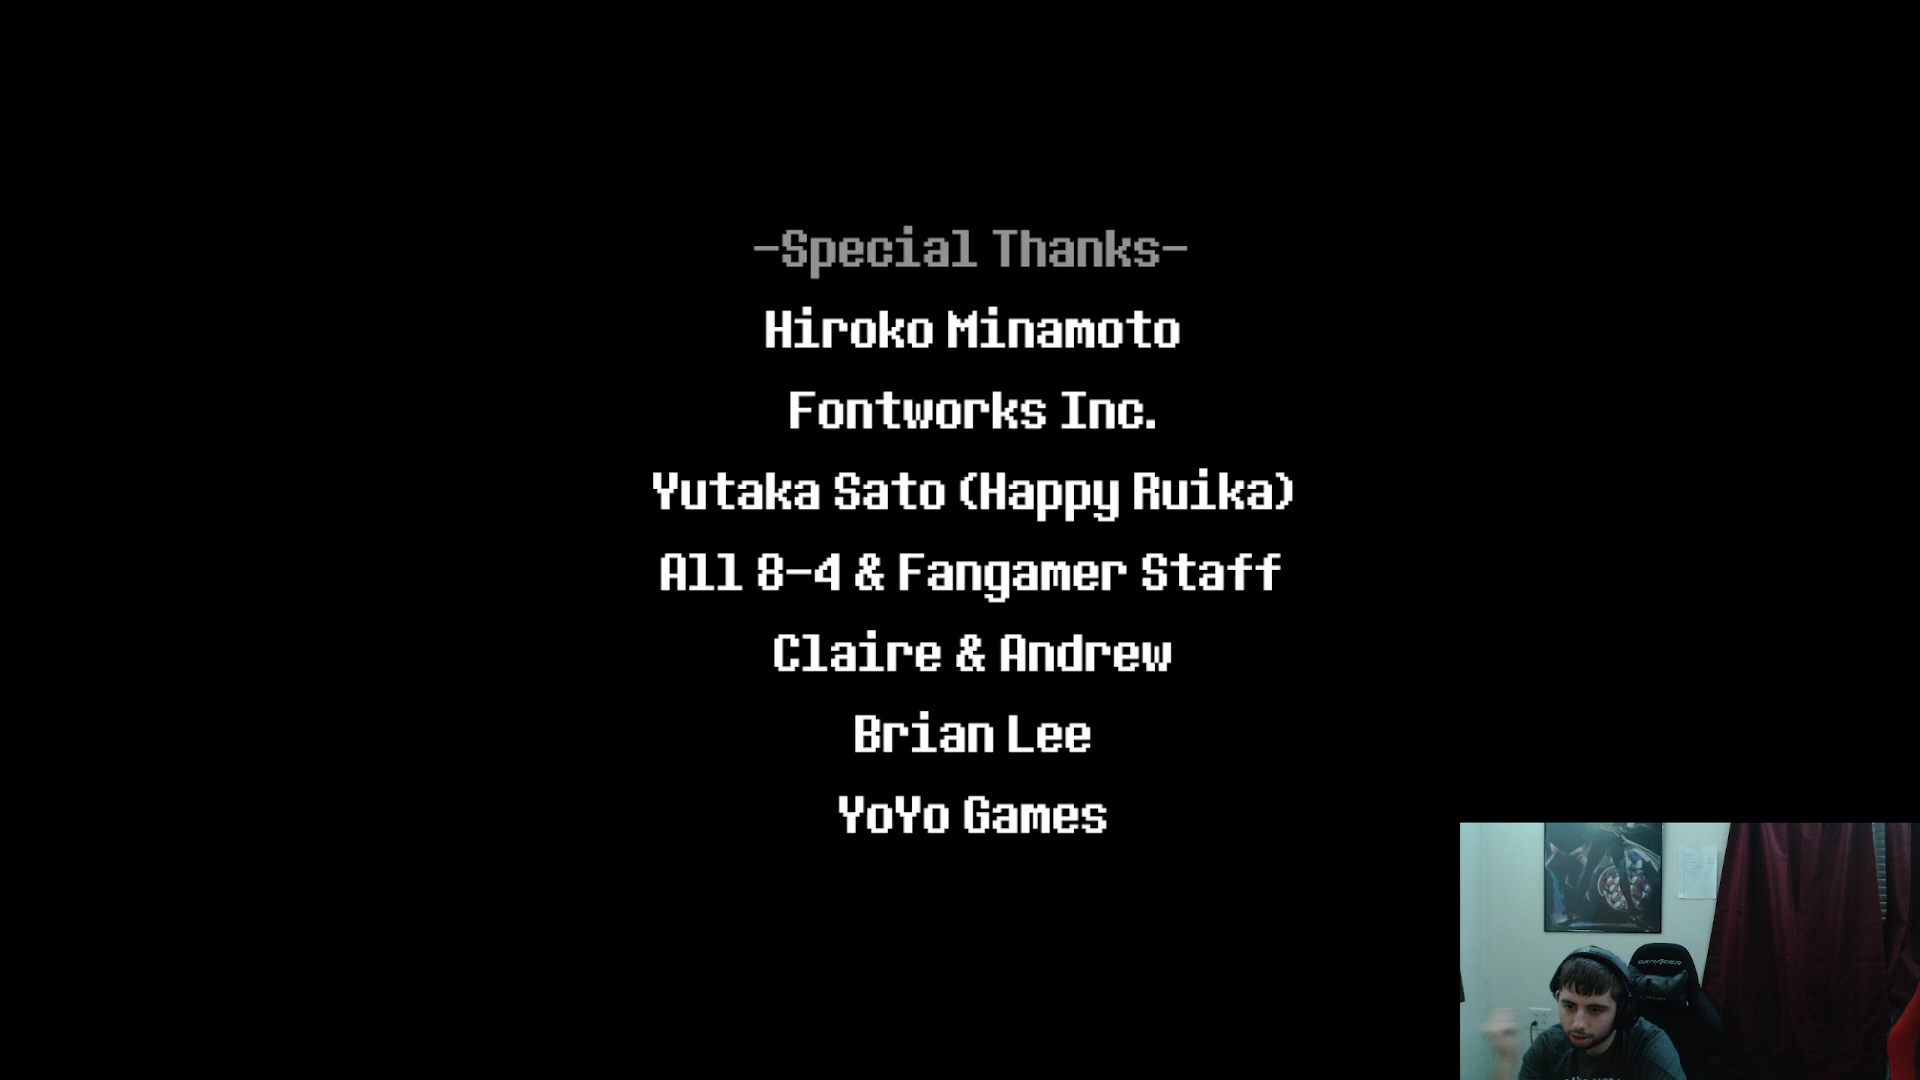 -Special Thanks-
Hiroko Minamoto
Fontworks Inc.
Yutaka Sato (Happy Ruika)
All 8-4 & Fangamer Staff
Claire & Andrew
Brian Lee
YoYo Games
DXRACER